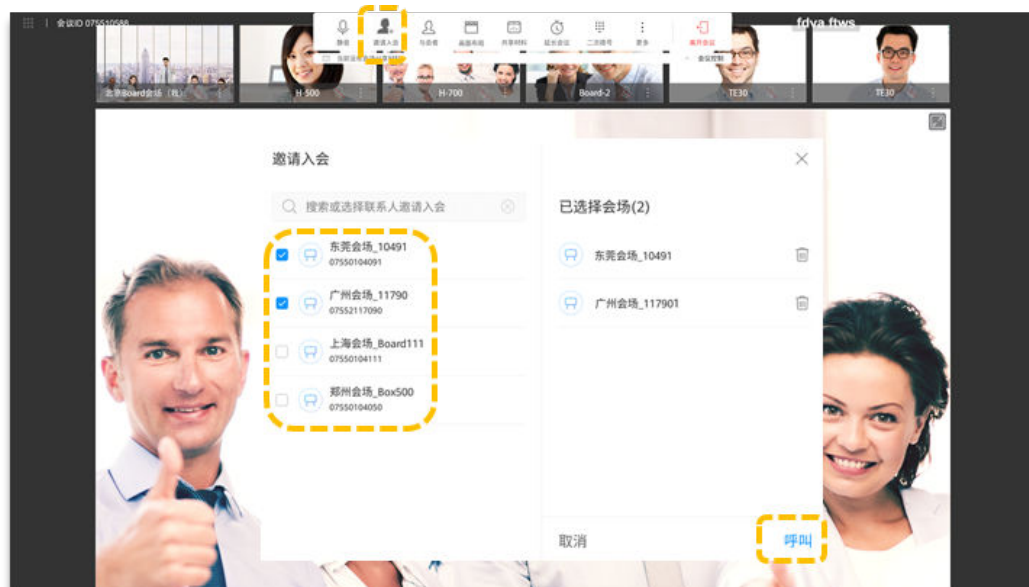 会议ID 075510588
fdya ftws
静音
邀请入会
与会者
画面布局
共享材料
延长会议
二次拨号
更多
离开会议
会议控制
北京Board会场（我）
H-500
H-700
Board-2
TE30
TE30
邀请入会
搜索或选择联系人邀请入会
东莞会场_10491
07550104091
广州会场_11790
07552117090
上海会场_Board111
07550104111
郑州会场_Box500
07550104050
已选择会场(2)
东莞会场_10491
广州会场_117901
取消
呼叫